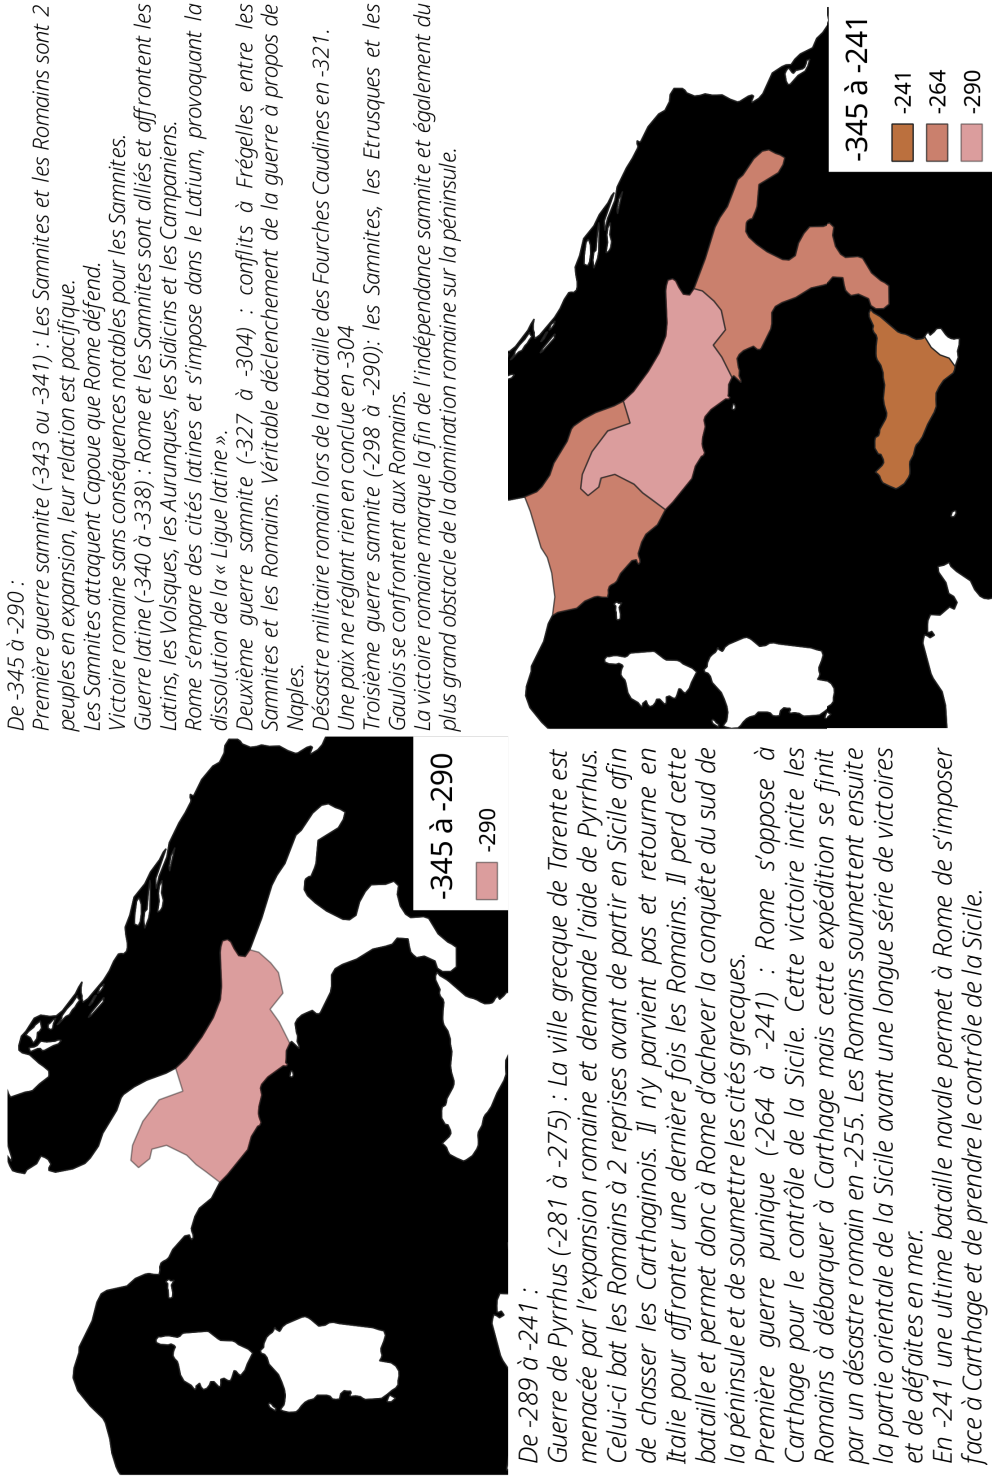 -345 à -290
-290
De -345 à -290 :
Première guerre samnite (-343 ou -341) : Les Samnites et les Romains sont 2
peuples en expansion, leur relation est pacifique.
Les Samnites attaquent Capoue que Rome défend.
Victoire romaine sans conséquences notables pour les Samnites.
Guerre latine (-340 à -338) : Rome et les Samnites sont alliés et affrontent les
Latins, les Volsques, les Aurunques, les Sidicins et les Campaniens.
Rome s’empare des cités latines et s’impose dans le Latium, provoquant la
dissolution de la « Ligue latine ».
Deuxième guerre samnite (-327 à -304) : conflits à Frégelles entre les
Samnites et les Romains. Véritable déclenchement de la guerre à propos de
Naples.
Désastre militaire romain lors de la bataille des Fourches Caudines en -321.
Une paix ne réglant rien en conclue en -304
Troisième guerre samnite (-298 à -290): les Samnites, les Etrusques et les
Gaulois se confrontent aux Romains.
La victoire romaine marque la fin de l’indépendance samnite et également du
plus grand obstacle de la domination romaine sur la péninsule.
De -289 à -241 :
Guerre de Pyrrhus (-281 à -275) : La ville grecque de Tarente est
menacée par l’expansion romaine et demande l’aide de Pyrrhus.
Celui-ci bat les Romains à 2 reprises avant de partir en Sicile afin
de chasser les Carthaginois. Il n’y parvient pas et retourne en
Italie pour affronter une dernière fois les Romains. Il perd cette
bataille et permet donc à Rome d’achever la conquête du sud de
la péninsule et de soumettre les cités grecques.
Première guerre punique (-264 à -241) : Rome s’oppose à
Carthage pour le contrôle de la Sicile. Cette victoire incite les
Romains à débarquer à Carthage mais cette expédition se finit
par un désastre romain en -255. Les Romains soumettent ensuite
la partie orientale de la Sicile avant une longue série de victoires
et de défaites en mer.
En -241 une ultime bataille navale permet à Rome de s’imposer
face à Carthage et de prendre le contrôle de la Sicile.
-345 à -241
-241
-264
-290